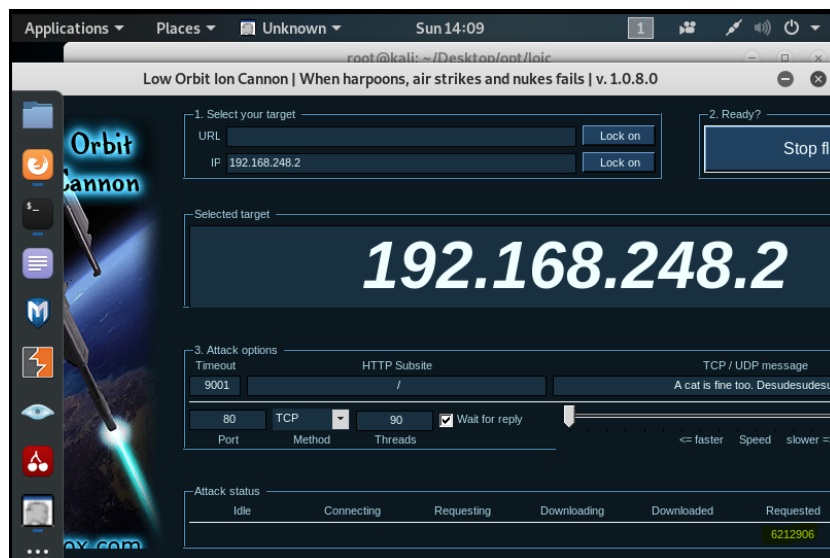 Applications Places Unknown Sun 14:09 1
root@kali: ~/Desktop/opt/loic
Low Orbit Ion Cannon | When harpoons, air strikes and nukes fails | v. 1.0.8.0
Orbit
Cannon
1. Select your target
URL Lock on
IP 192.168.248.2 Lock on
2. Ready?
Stop fl
Selected target
192.168.248.2
3. Attack options
Timeout HTTP Subsite TCP / UDP message
9001 / A cat is fine too. Desudesudesu
80 TCP 90 Wait for reply
Port Method Threads <= faster Speed slower =
Attack status
Idle Connecting Requesting Downloading Downloaded Requested
6212906
ox.com